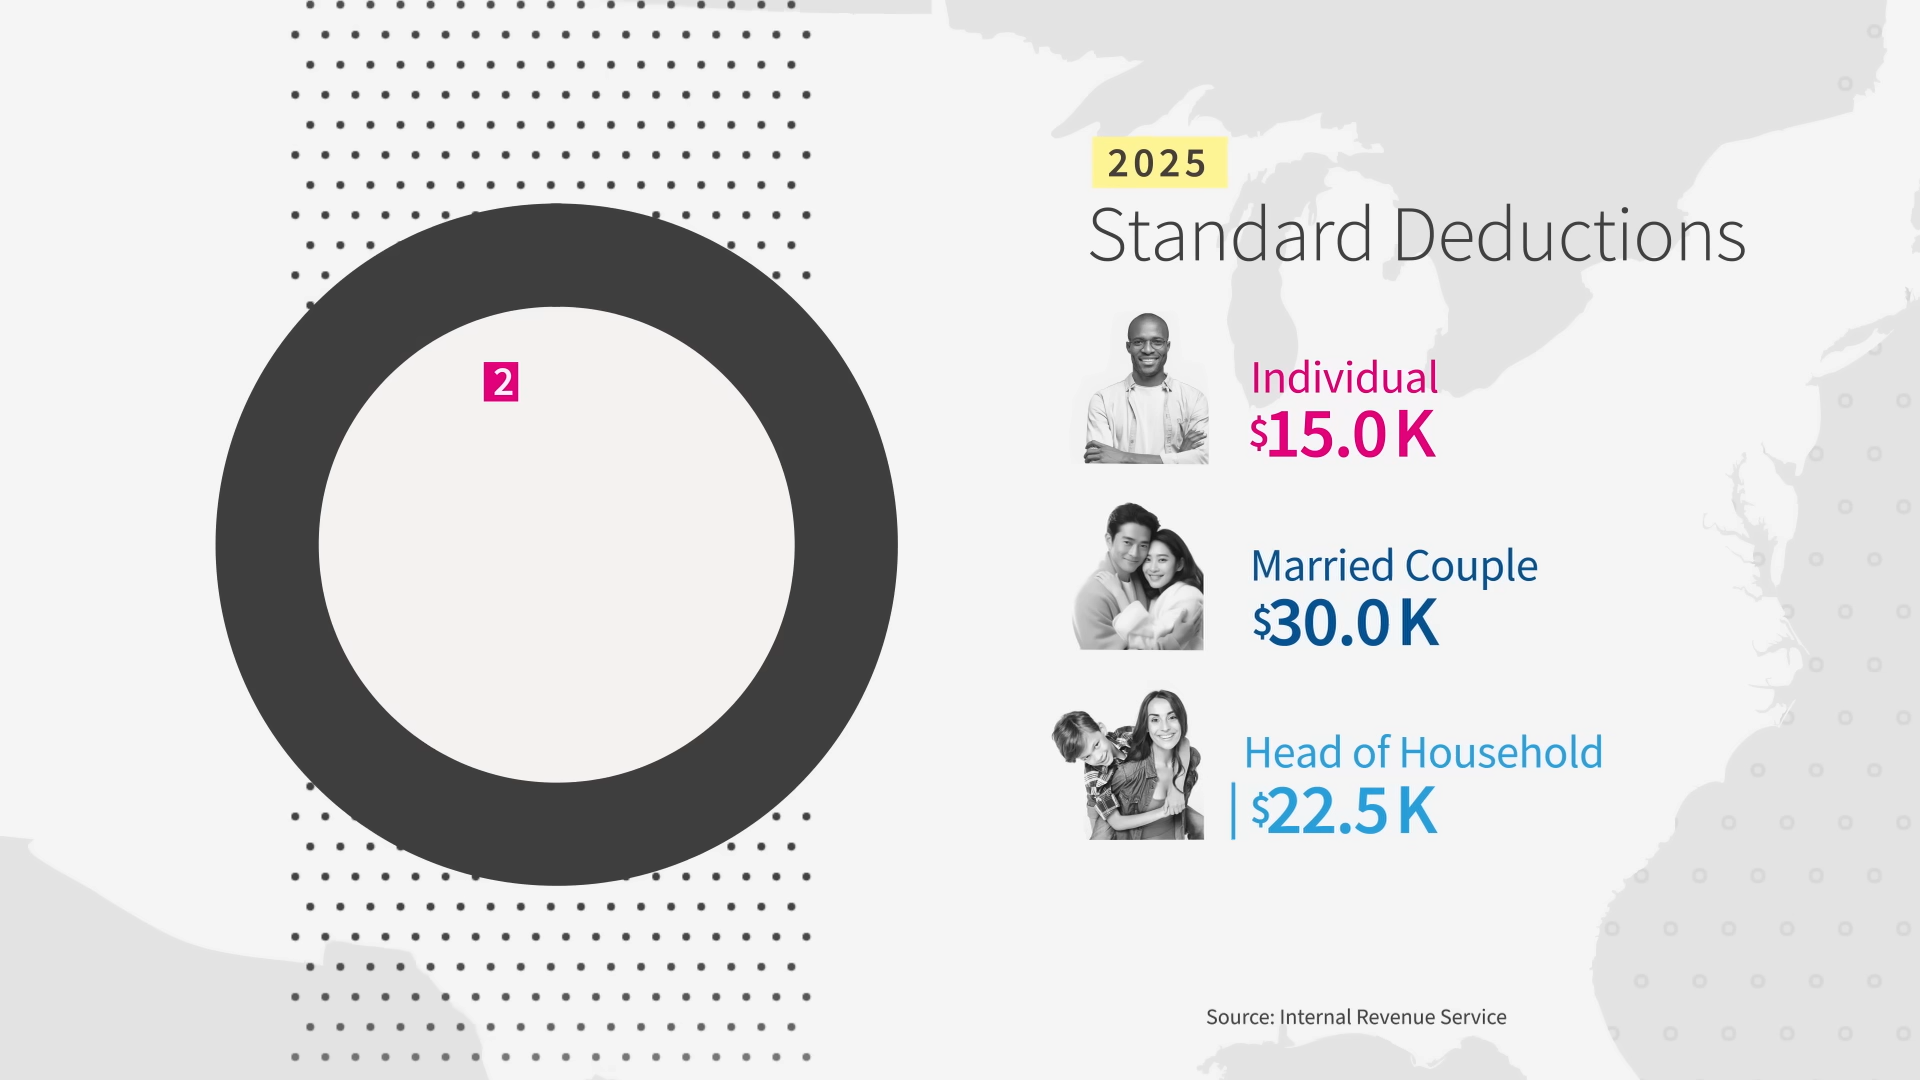 2
2025
Standard Deductions
Individual
$15.0K
Married Couple
$30.0K
Head of Household
$22.5K
Source: Internal Revenue Service